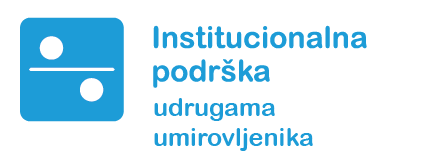 Institucionalna
podrška
udrugama
umirovljenika